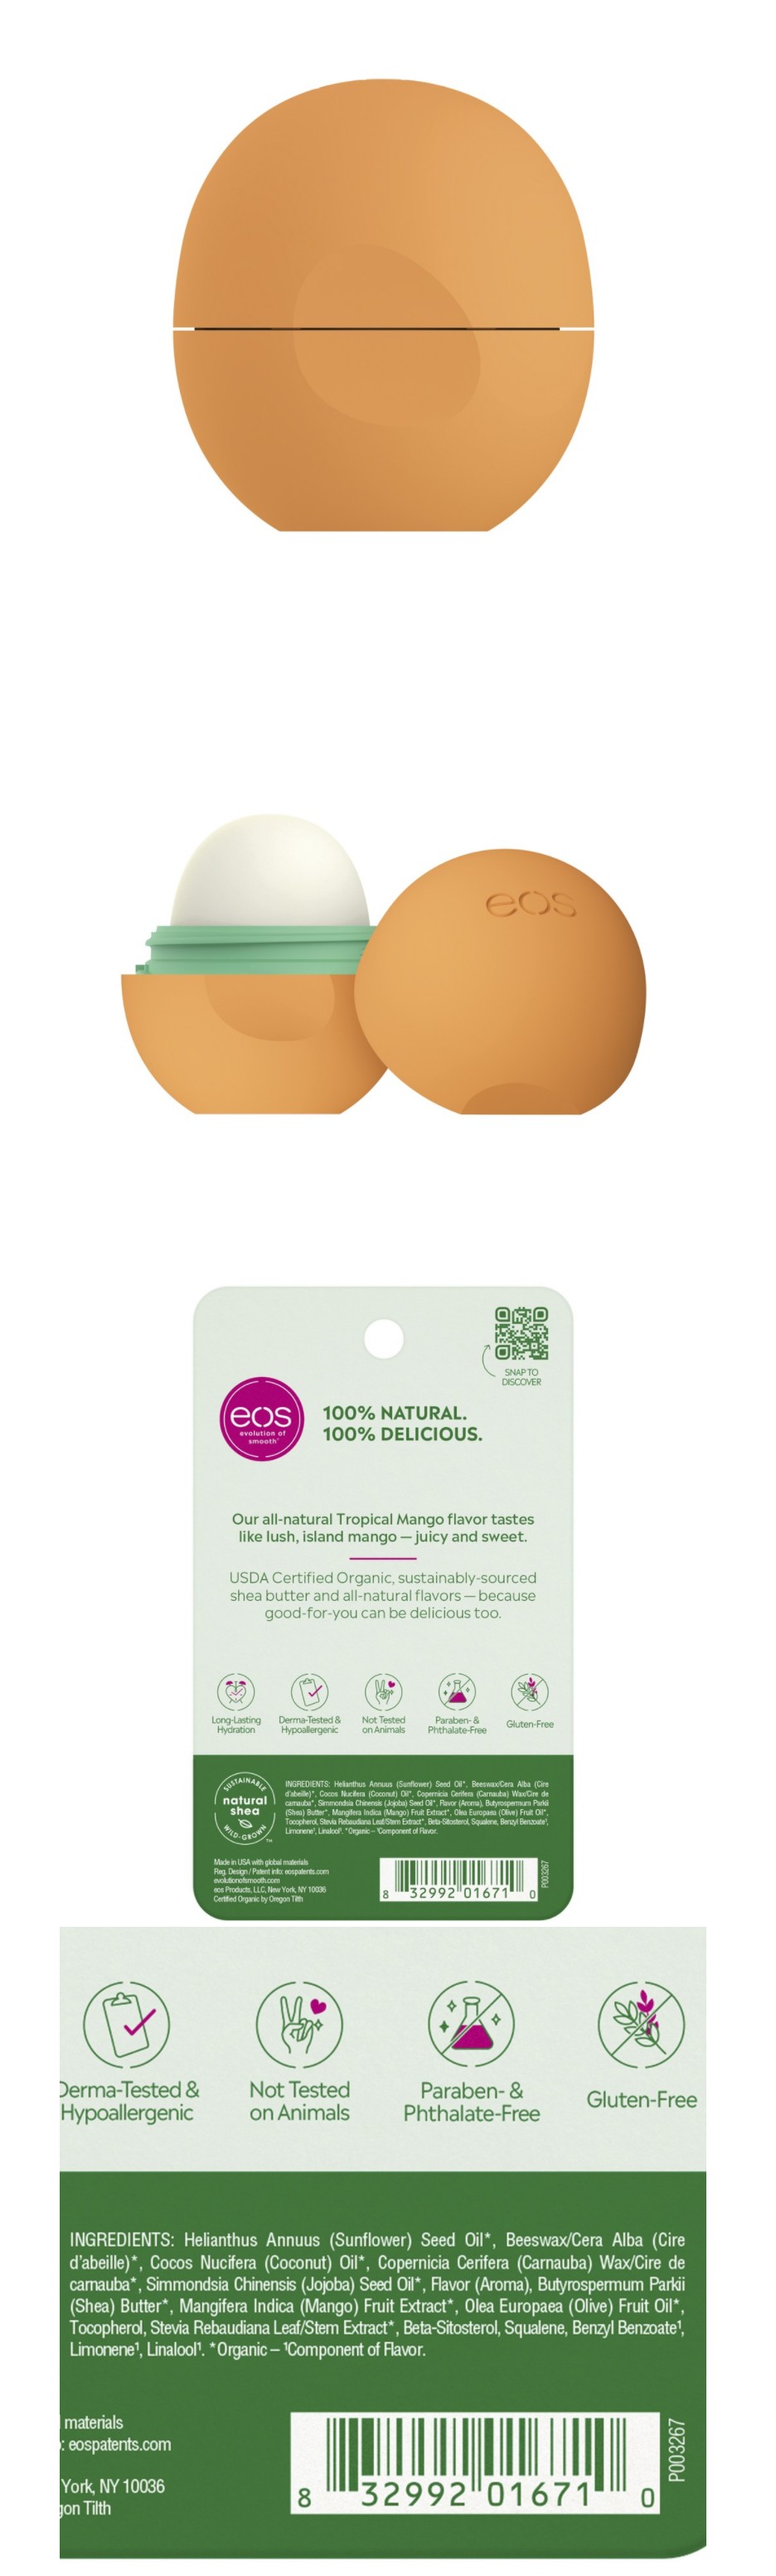 eos
SNAP TO
DISCOVER
eos
evolution of
smooth
100% NATURAL.
100% DELICIOUS.
Our all-natural Tropical Mango flavor tastes
like lush, island mango — juicy and sweet.
USDA Certified Organic, sustainably-sourced
shea butter and all-natural flavors — because
good-for-you can be delicious too.
Long-Lasting
Hydration
Derma-Tested &
Hypoallergenic
Not Tested
on Animals
Paraben- &
Phthalate-Free
Gluten-Free
SUSTAINABLE
natural
shea
WILD-GROWN
TM
INGREDIENTS: Helianthus Annuus (Sunflower) Seed Oil*, Beeswax/Cera Alba (Cire
d'abeille)*, Cocos Nucifera (Coconut) Oil*, Copernicia Cerifera (Carnauba) Wax/Cire de
carnauba*, Simmondsia Chinensis (Jojoba) Seed Oil*, Flavor (Aroma), Butyrospermum Parkii
(Shea) Butter*, Mangifera Indica (Mango) Fruit Extract*, Olea Europaea (Olive) Fruit Oil*,
Tocopherol, Stevia Rebaudiana Leaf/Stem Extract*, Beta-Sitosterol, Squalene, Benzyl Benzoate¹,
Limonene¹, Linalool¹. *Organic – ¹Component of Flavor.
Made in USA with global materials
Reg. Design / Patent info: eospatents.com
evolutionofsmooth.com
eos Products, LLC, New York, NY 10036
Certified Organic by Oregon Tilth
8 32992 01671 0
P003267
Derma-Tested &
Hypoallergenic
Not Tested
on Animals
Paraben- &
Phthalate-Free
Gluten-Free
INGREDIENTS: Helianthus Annuus (Sunflower) Seed Oil*, Beeswax/Cera Alba (Cire
d'abeille)*, Cocos Nucifera (Coconut) Oil*, Copernicia Cerifera (Carnauba) Wax/Cire de
carnauba*, Simmondsia Chinensis (Jojoba) Seed Oil*, Flavor (Aroma), Butyrospermum Parkii
(Shea) Butter*, Mangifera Indica (Mango) Fruit Extract*, Olea Europaea (Olive) Fruit Oil*,
Tocopherol, Stevia Rebaudiana Leaf/Stem Extract*, Beta-Sitosterol, Squalene, Benzyl Benzoate¹,
Limonene¹, Linalool¹. *Organic – ¹Component of Flavor.
materials
: eospatents.com
York, NY 10036
gon Tilth
8 32992 01671 0
P003267